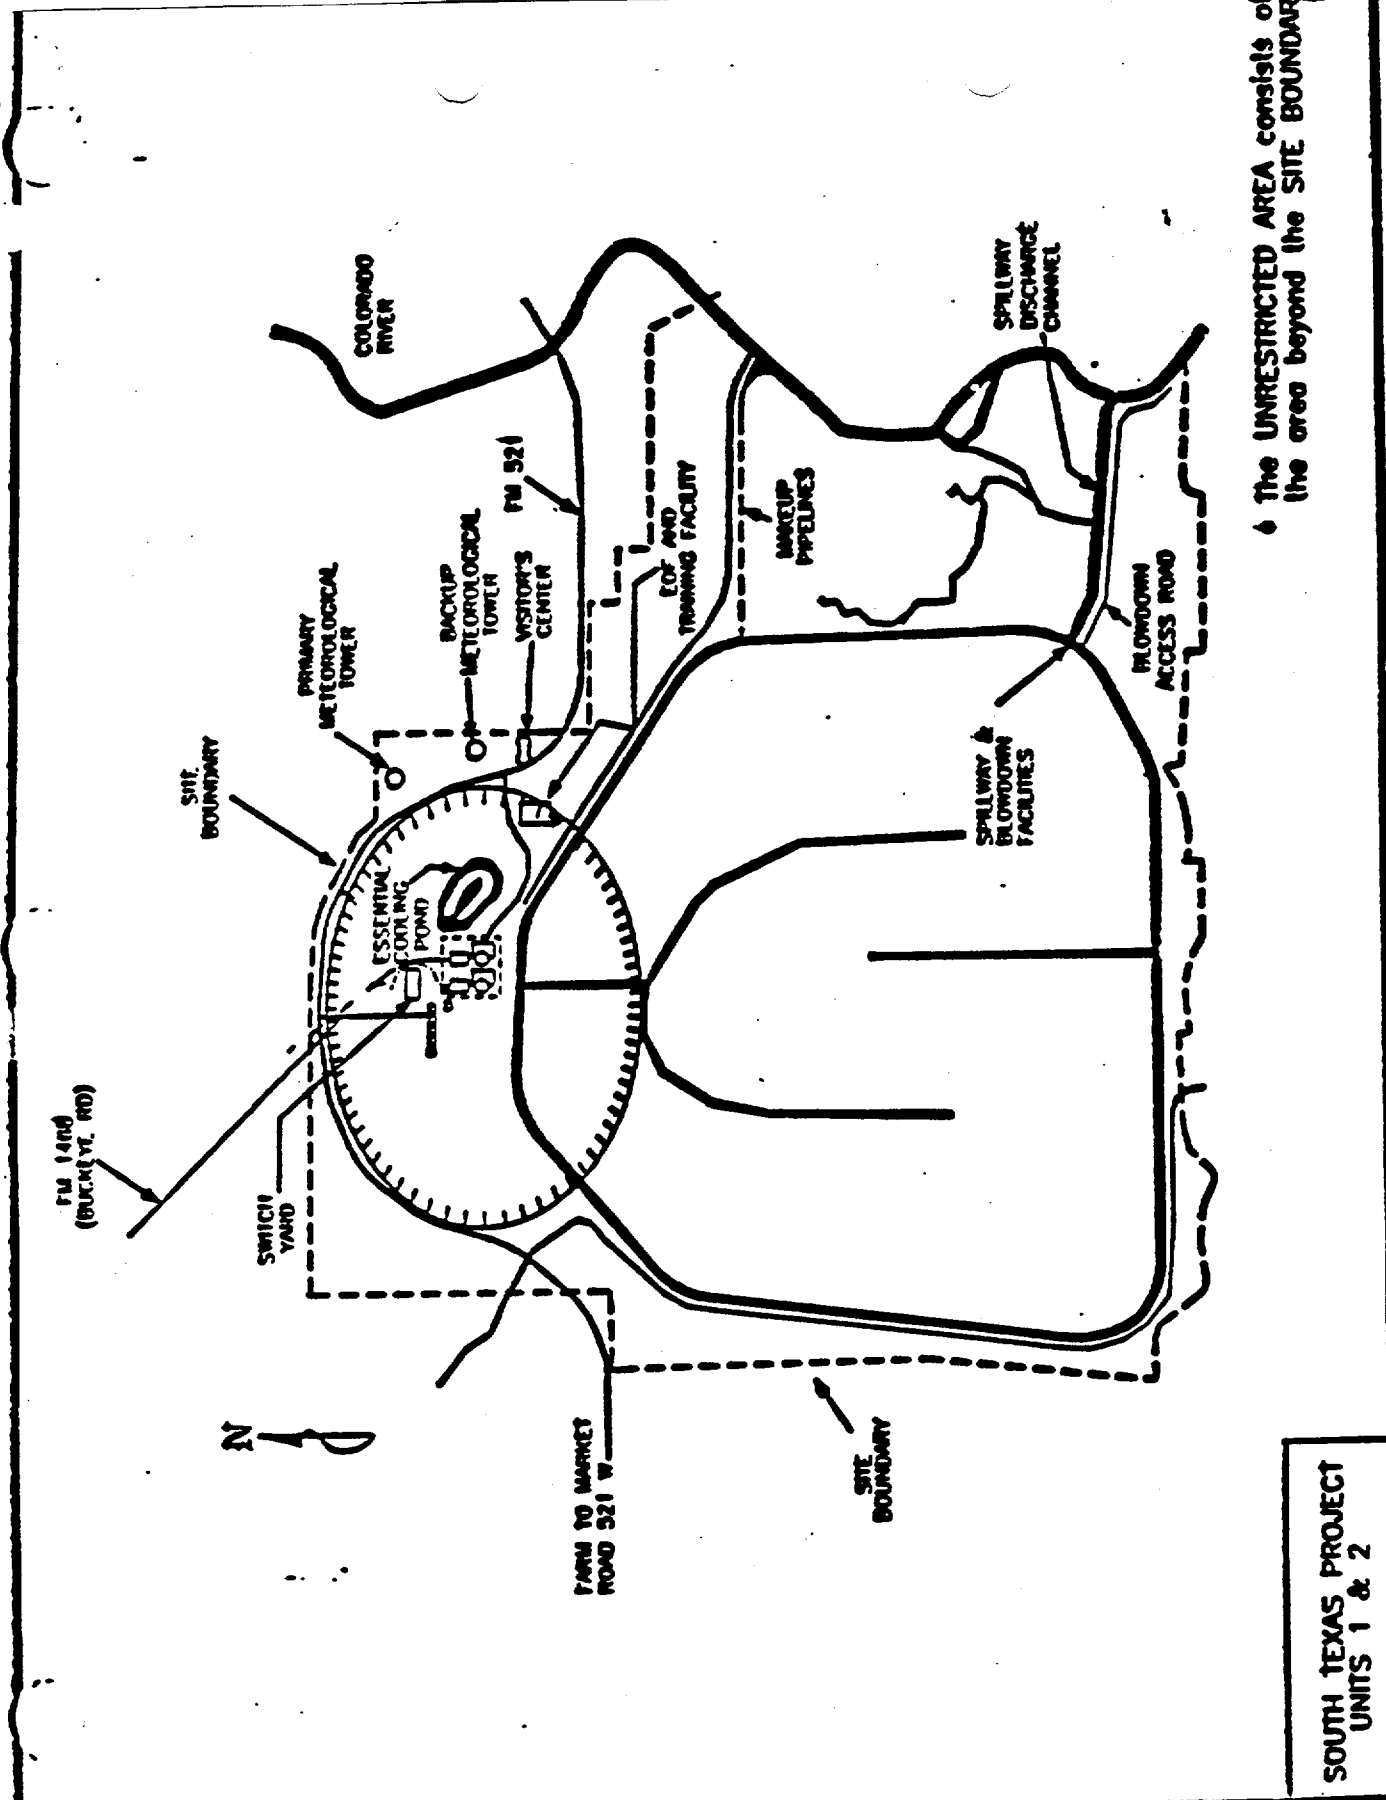 FM 1468
(BUCKEYE RD)
SWITCH
YARD
SITE
BOUNDARY
PRIMARY
METEOROLOGICAL
TOWER
COLORADO
RIVER
ESSENTIAL
COOLING
POND
BACKUP
METEOROLOGICAL
TOWER
VISITOR'S
CENTER
FM 521
EOF AND
TRAINING FACILITY
MAKEUP
PIPELINES
SPILLWAY
DISCHARGE
CHANNEL
SPILLWAY &
BLOWDOWN
FACILITIES
BLOWDOWN
ACCESS ROAD
N
FARM TO MARKET
ROAD 521 W
SITE
BOUNDARY
The UNRESTRICTED AREA consists of
the area beyond the SITE BOUNDAR
SOUTH TEXAS PROJECT
UNITS 1 & 2